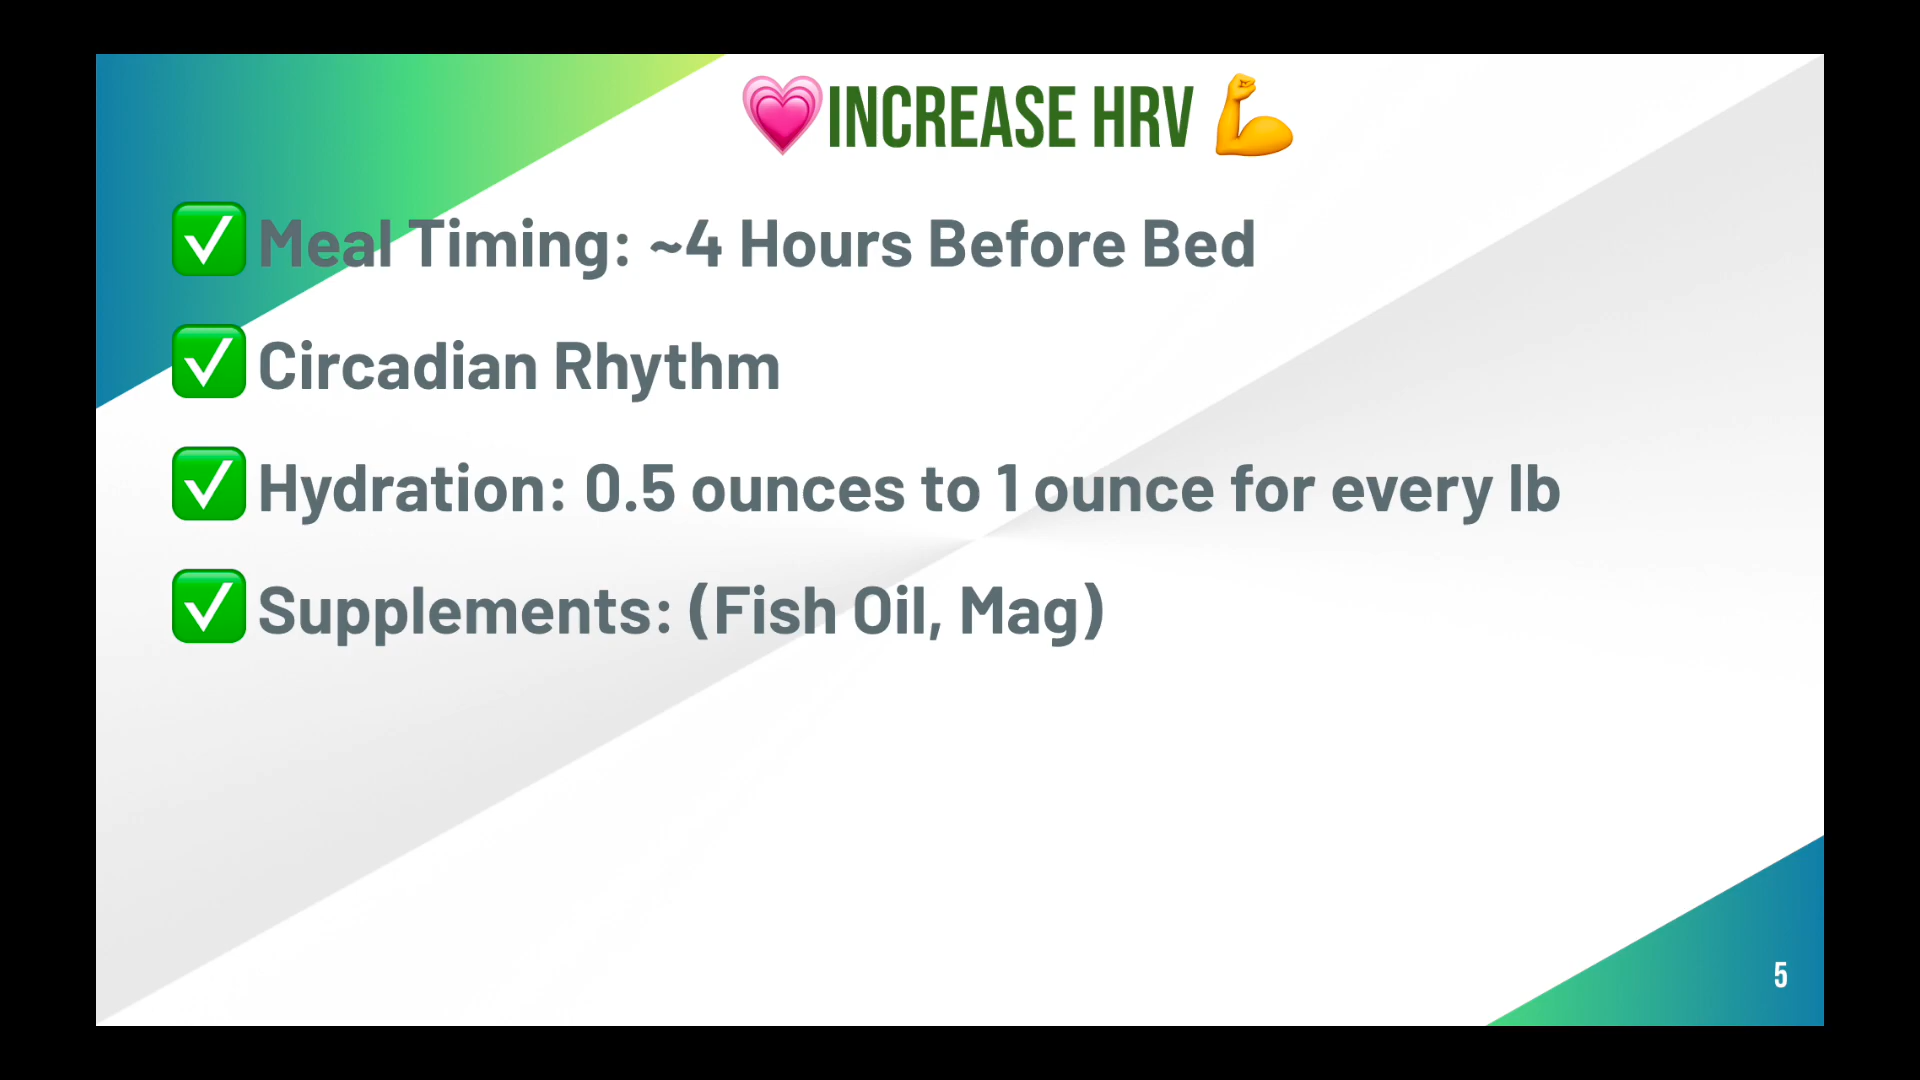 💗INCREASE HRV 💪
✅ Meal Timing: ~4 Hours Before Bed
✅ Circadian Rhythm
✅ Hydration: 0.5 ounces to 1 ounce for every lb
✅ Supplements: (Fish Oil, Mag)
5